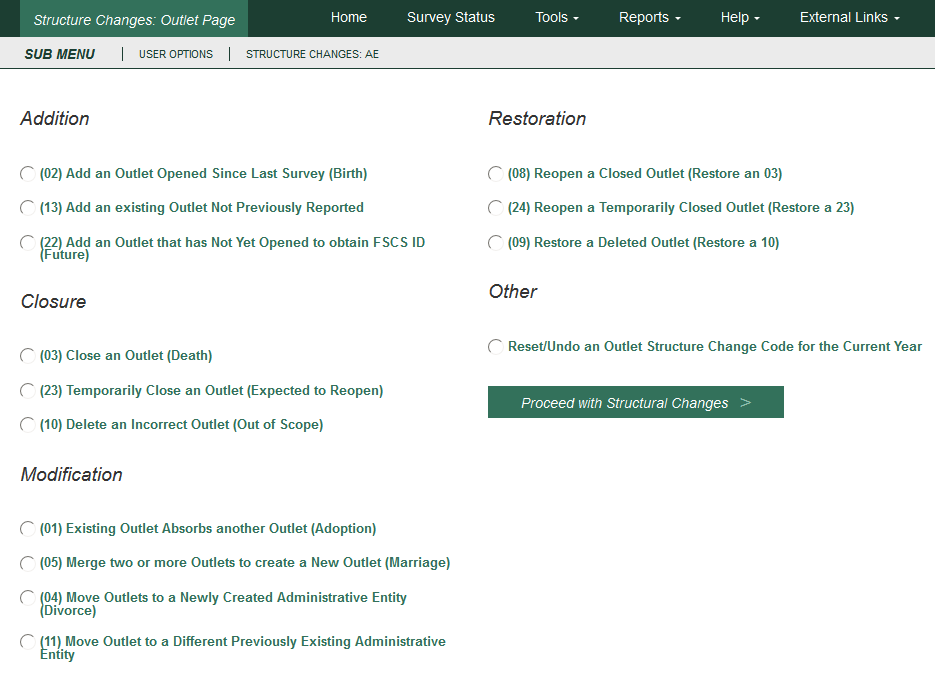 Structure Changes: Outlet Page
Home
Survey Status
Tools
Reports
Help
External Links
SUB MENU
USER OPTIONS
STRUCTURE CHANGES: AE
Addition
(02) Add an Outlet Opened Since Last Survey (Birth)
(13) Add an existing Outlet Not Previously Reported
(22) Add an Outlet that has Not Yet Opened to obtain FSCS ID
(Future)
Closure
(03) Close an Outlet (Death)
(23) Temporarily Close an Outlet (Expected to Reopen)
(10) Delete an Incorrect Outlet (Out of Scope)
Modification
(01) Existing Outlet Absorbs another Outlet (Adoption)
(05) Merge two or more Outlets to create a New Outlet (Marriage)
(04) Move Outlets to a Newly Created Administrative Entity
(Divorce)
(11) Move Outlet to a Different Previously Existing Administrative
Entity
Restoration
(08) Reopen a Closed Outlet (Restore an 03)
(24) Reopen a Temporarily Closed Outlet (Restore a 23)
(09) Restore a Deleted Outlet (Restore a 10)
Other
Reset/Undo an Outlet Structure Change Code for the Current Year
Proceed with Structural Changes >